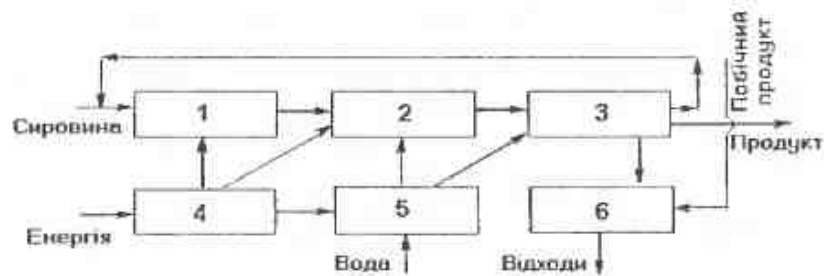 Побічний
продукт
1
2
3
Сировина
Продукт
4
5
6
Енергія
Вода
Відходи